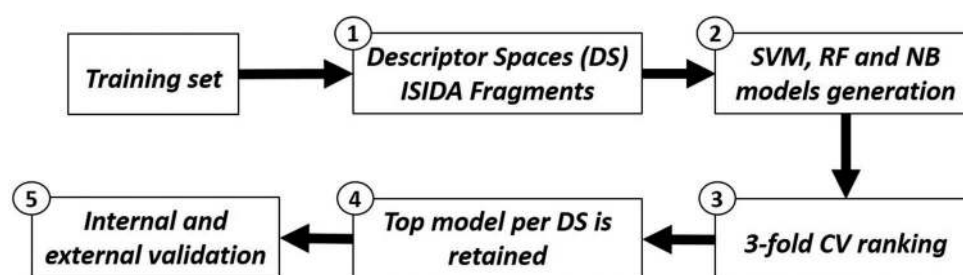 Training set
1
Descriptor Spaces (DS)
ISIDA Fragments
2
SVM, RF and NB
models generation
3
3-fold CV ranking
4
Top model per DS is
retained
5
Internal and
external validation